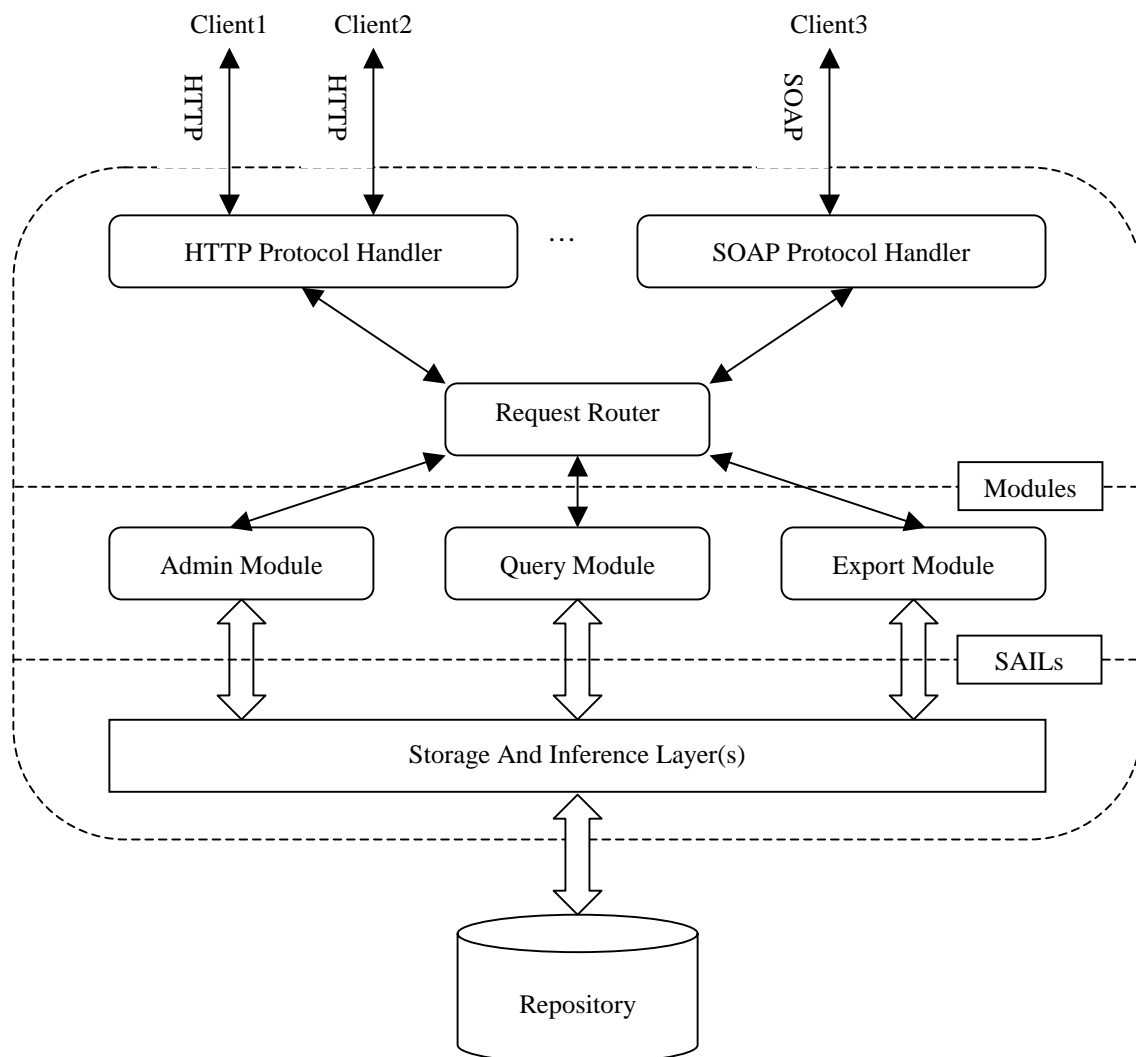 Client1
Client2
Client3
HTTP
HTTP
SOAP
HTTP Protocol Handler
…
SOAP Protocol Handler
Request Router
Modules
Admin Module
Query Module
Export Module
SAILs
Storage And Inference Layer(s)
Repository